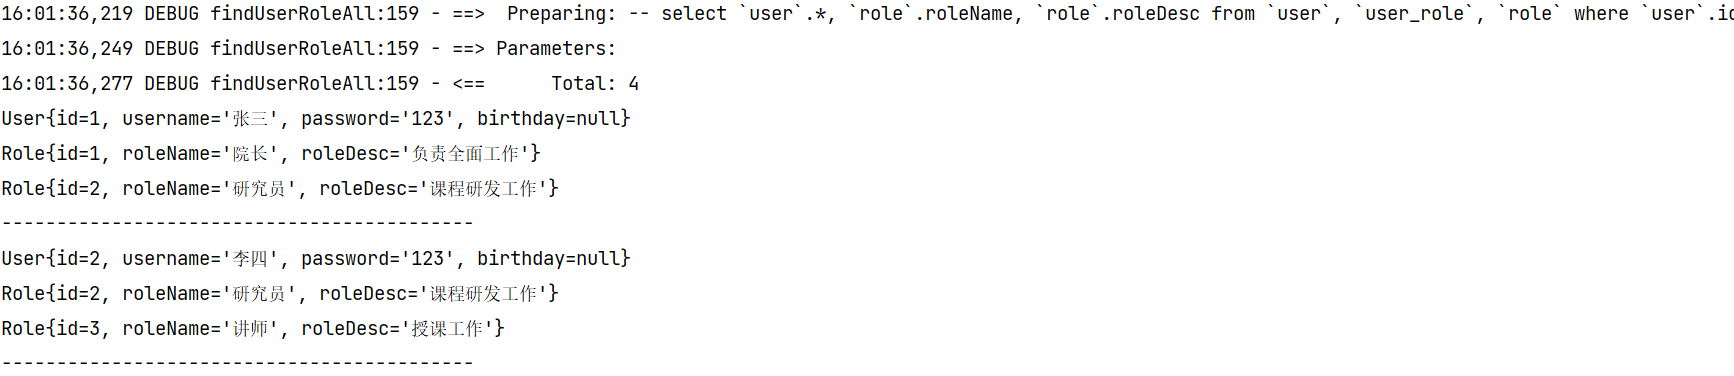 16:01:36,219 DEBUG findUserRoleAll:159 - ==>  Preparing: -- select `user`.*, `role`.roleName, `role`.roleDesc from `user`, `user_role`, `role` where `user`.id
16:01:36,249 DEBUG findUserRoleAll:159 - ==> Parameters:
16:01:36,277 DEBUG findUserRoleAll:159 - <==      Total: 4
User{id=1, username='张三', password='123', birthday=null}
Role{id=1, roleName='院长', roleDesc='负责全面工作'}
Role{id=2, roleName='研究员', roleDesc='课程研发工作'}
-------------------------------------------
User{id=2, username='李四', password='123', birthday=null}
Role{id=2, roleName='研究员', roleDesc='课程研发工作'}
Role{id=3, roleName='讲师', roleDesc='授课工作'}
-------------------------------------------